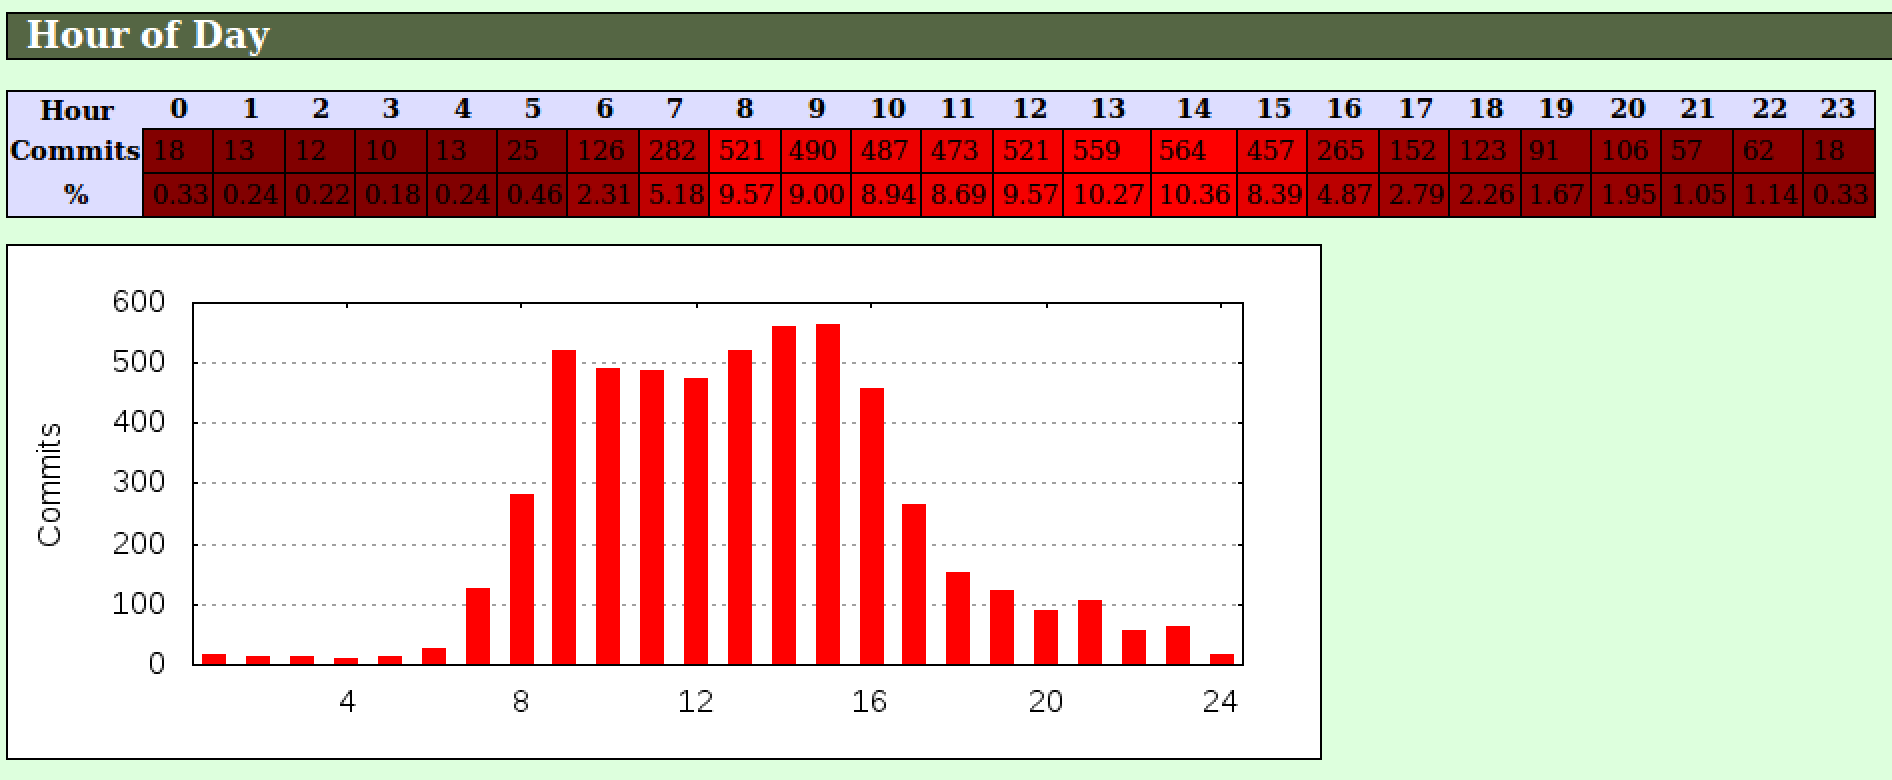 Hour of Day
Hour 0 1 2 3 4 5 6 7 8 9 10 11 12 13 14 15 16 17 18 19 20 21 22 23
Commits 18 13 12 10 13 25 126 282 521 490 487 473 521 559 564 457 265 152 123 91 106 57 62 18
% 0.33 0.24 0.22 0.18 0.24 0.46 2.31 5.18 9.57 9.00 8.94 8.69 9.57 10.27 10.36 8.39 4.87 2.79 2.26 1.67 1.95 1.05 1.14 0.33
600
500
400
300
200
100
0
Commits
4 8 12 16 20 24